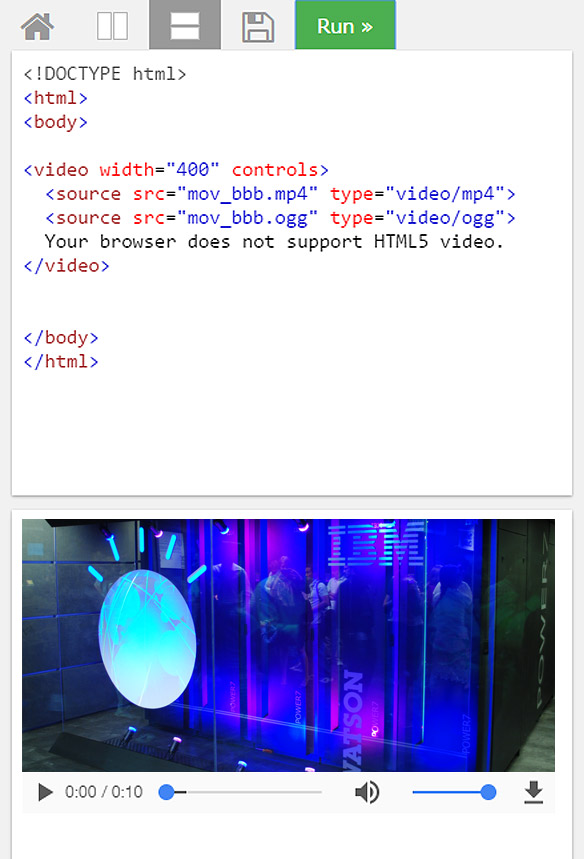 Run »
<!DOCTYPE html>
<html>
<body>
<video width="400" controls>
<source src="mov_bbb.mp4" type="video/mp4">
<source src="mov_bbb.ogg" type="video/ogg">
Your browser does not support HTML5 video.
</video>
</body>
</html>
IBM
POWER7
WATSON
POWER7
POWER7
POWER7
POWER7
0:00 / 0:10